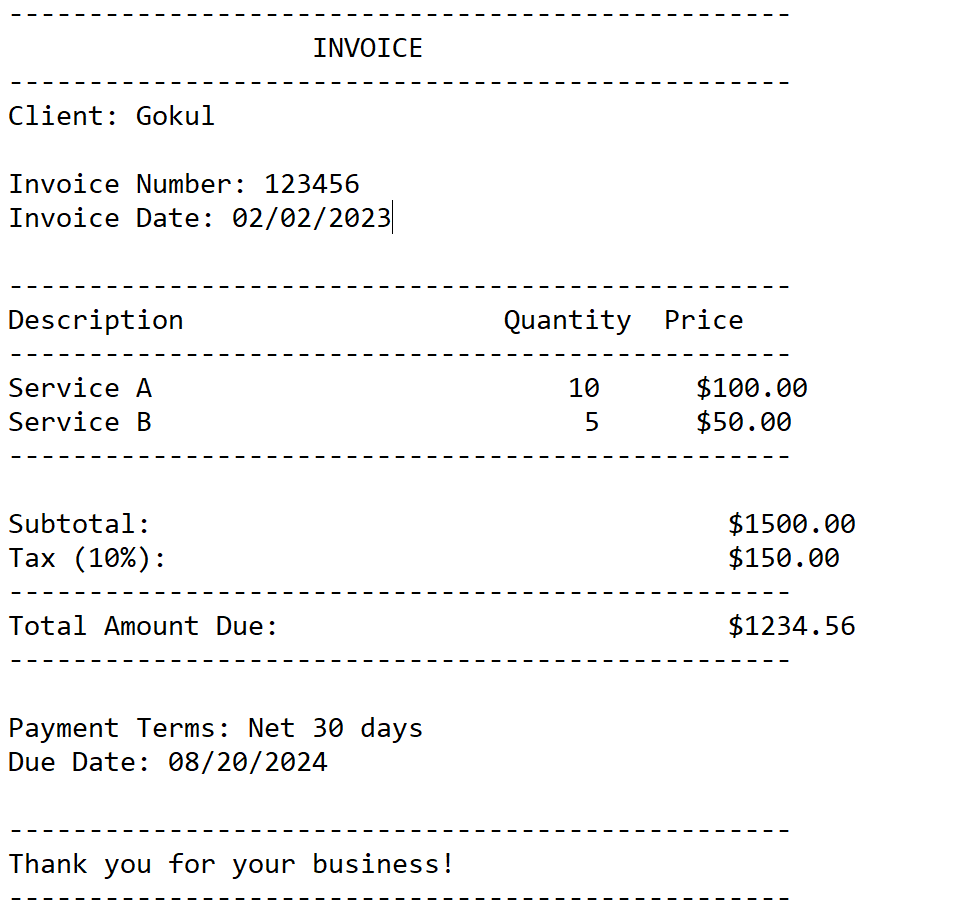 -------------------------------------------------
                   INVOICE
-------------------------------------------------
Client: Gokul

Invoice Number: 123456
Invoice Date: 02/02/2023

-------------------------------------------------
Description                    Quantity  Price
-------------------------------------------------
Service A                          10      $100.00
Service B                           5      $50.00
-------------------------------------------------

Subtotal:                                    $1500.00
Tax (10%):                                   $150.00
-------------------------------------------------
Total Amount Due:                            $1234.56
-------------------------------------------------

Payment Terms: Net 30 days
Due Date: 08/20/2024

-------------------------------------------------
Thank you for your business!
-------------------------------------------------